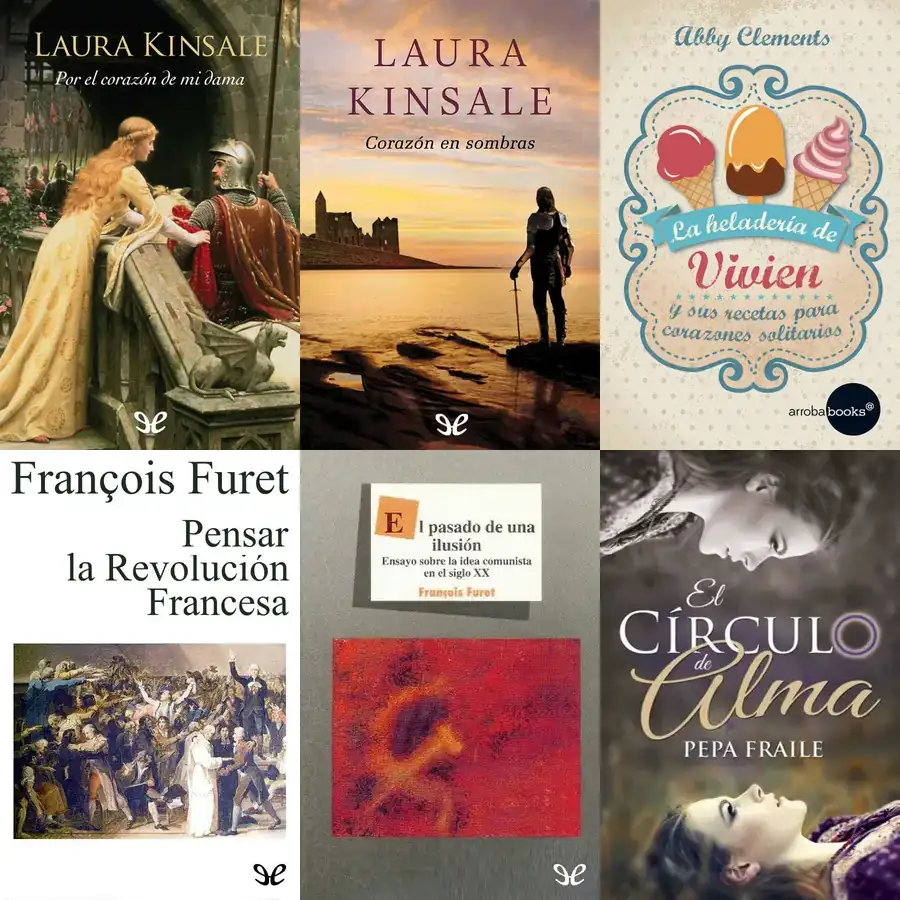 LAURA KINSALE
Por el corazón de mi dama
LAURA
KINSALE
Corazón en sombras
Abby Clements
La heladería de
Vivien
y sus recetas para
corazones solitarios
arrobabooks@
François Furet
Pensar
la Revolución
Francesa
El pasado de una
ilusión
Ensayo sobre la idea comunista
en el siglo XX
François Furet
El
CÍRCULO
de
Alma
PEPA FRAILE